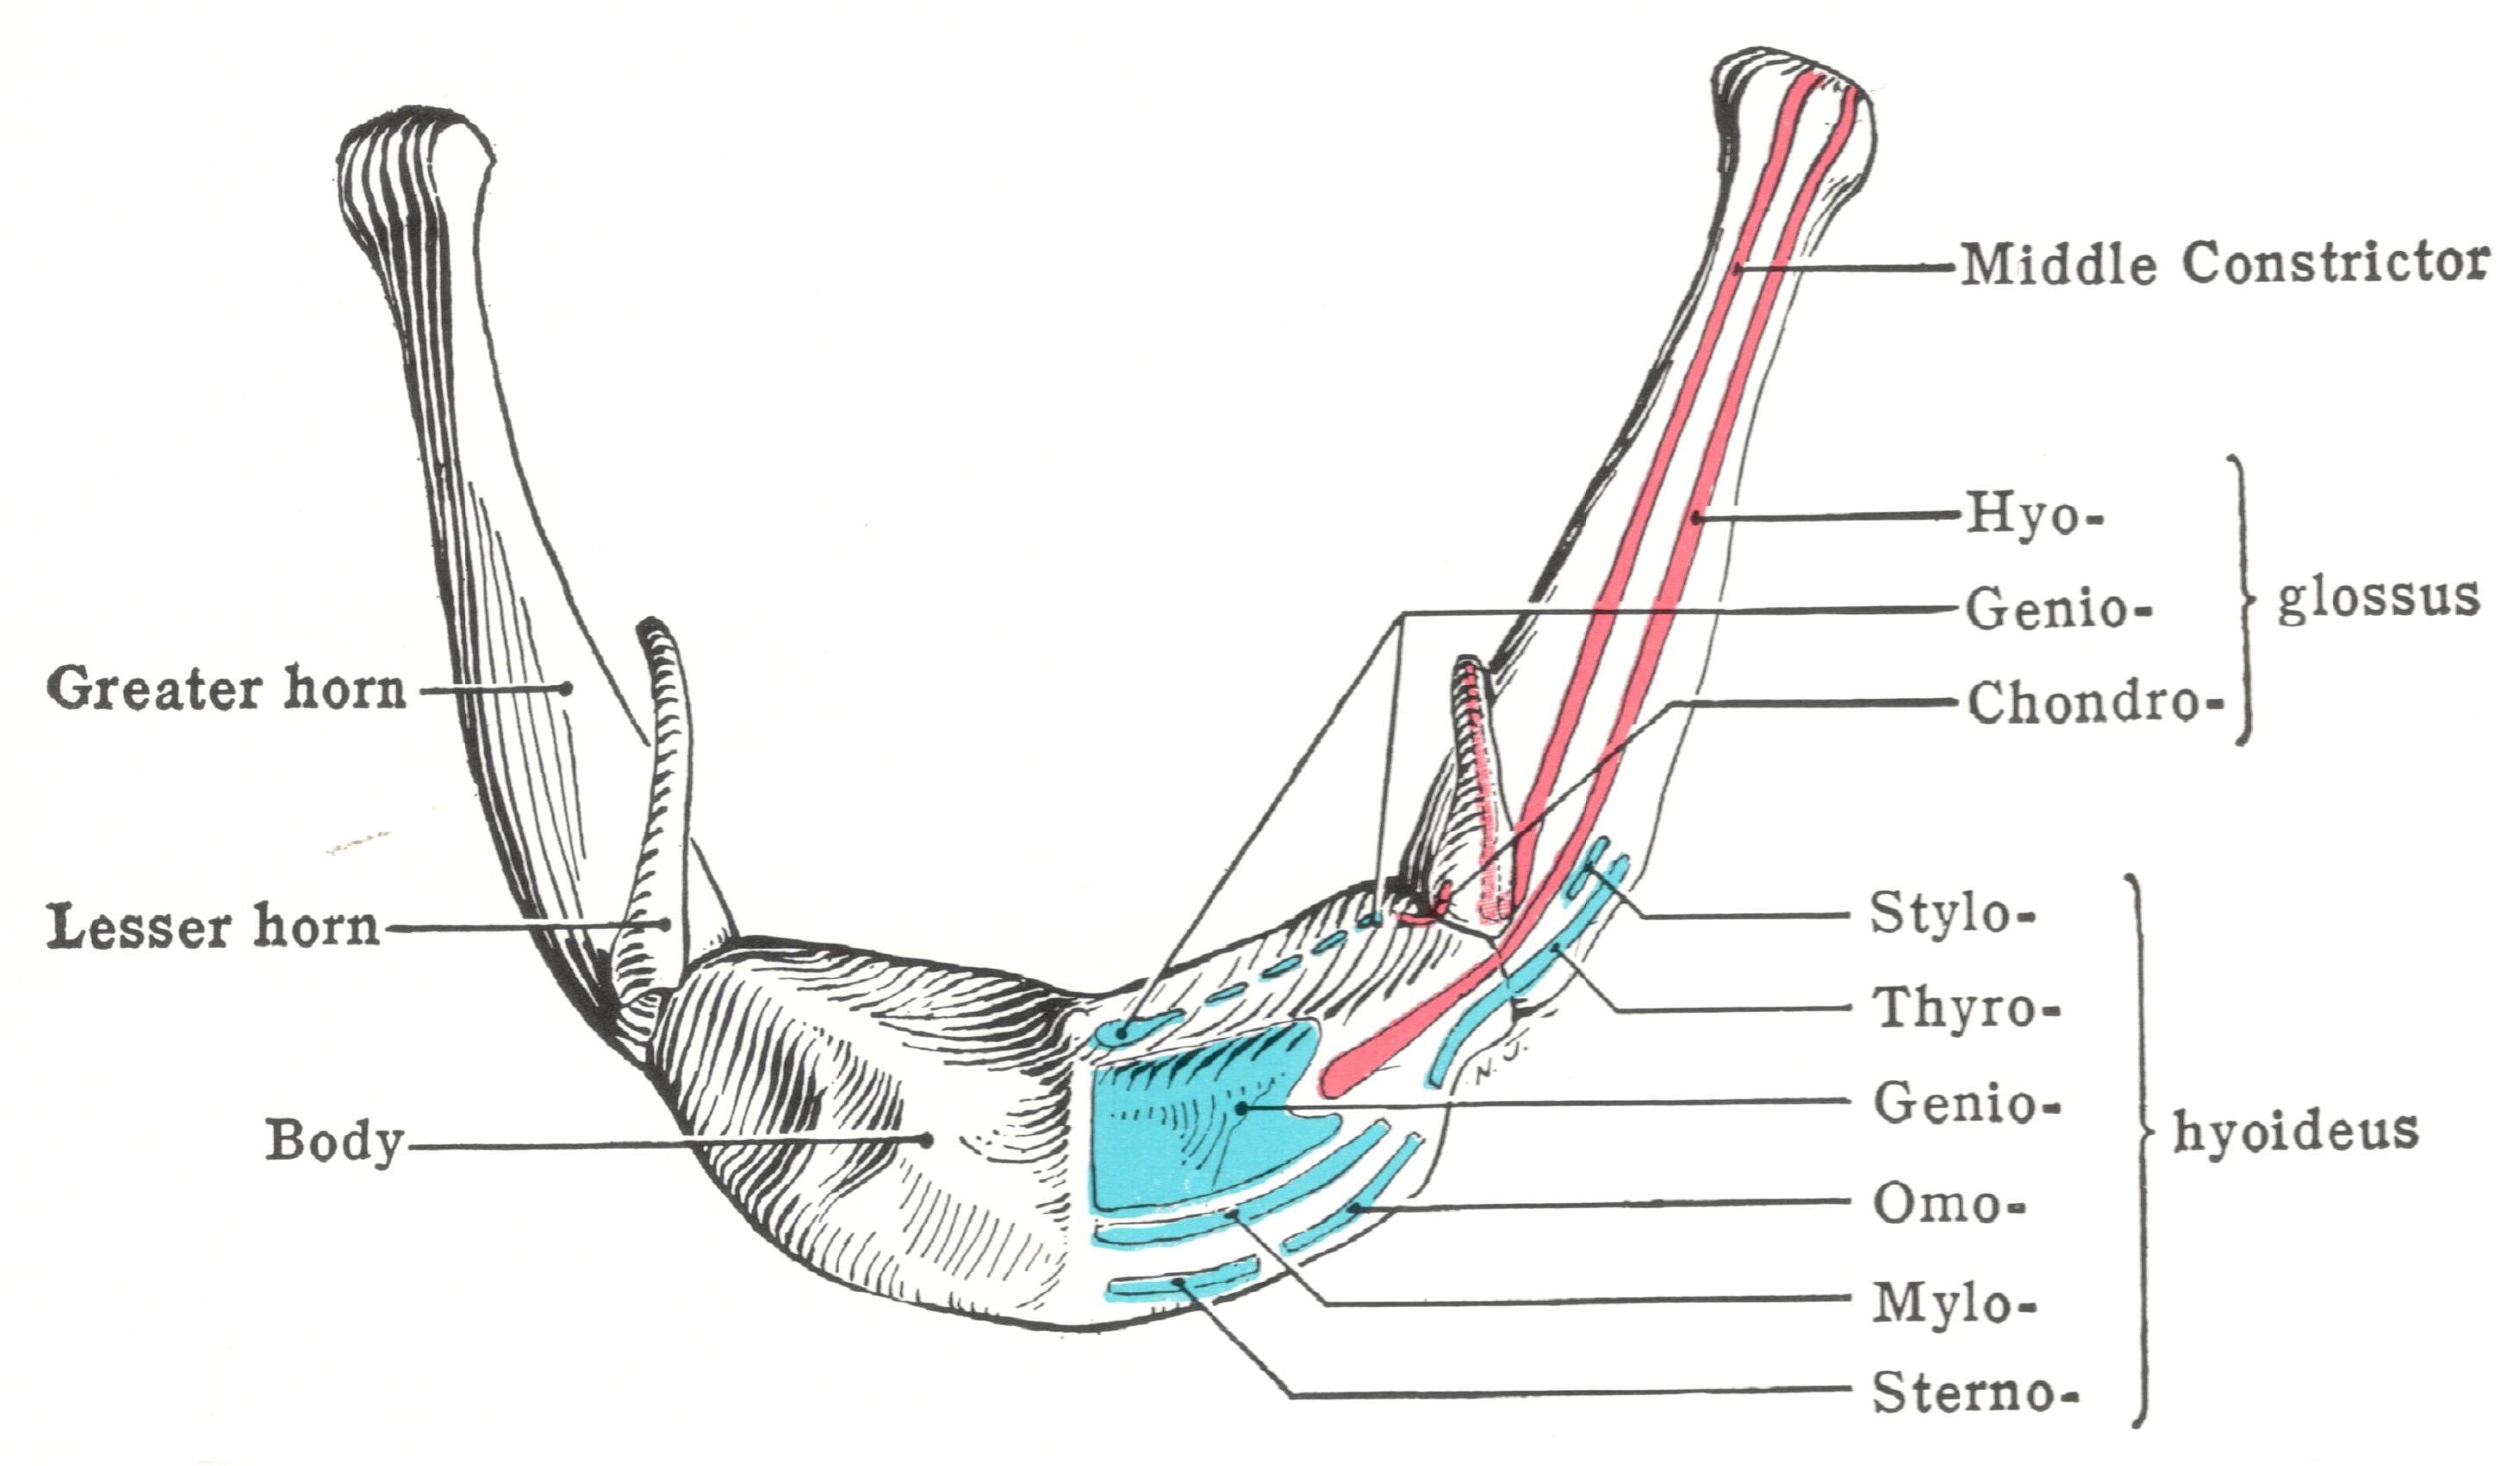 Greater horn
Lesser horn
Body
Middle Constrictor
Hyo-
Genio-
Chondro-
glossus
Stylo-
Thyro-
Genio-
Omo-
Mylo-
Sterno-
hyoideus
N. J.